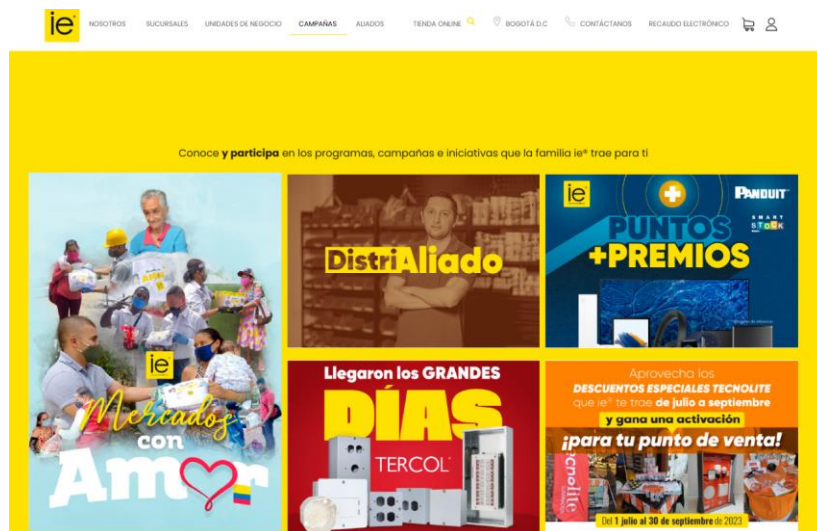 ie
NOSOTROS SUCURSALES UNIDADES DE NEGOCIO CAMPAÑAS ALIADOS TIENDA ONLINE BOGOTÁ D.C CONTÁCTANOS RECAUDO ELECTRÓNICO
Conoce y participa en los programas, campañas e iniciativas que la familia ie® trae para ti
ie
Mercados
con
Amor
DistriAliado
ie
PANDUIT
SMART
STOCK
PUNTOS
+PREMIOS
Llegaron los GRANDES
DÍAS
TERCOL
Aprovecha los
DESCUENTOS ESPECIALES TECNOLITE
que ie® te trae de julio a septiembre
y gana una activación
¡para tu punto de venta!
tecnolite
Del 1 julio al 30 de septiembre de 2023